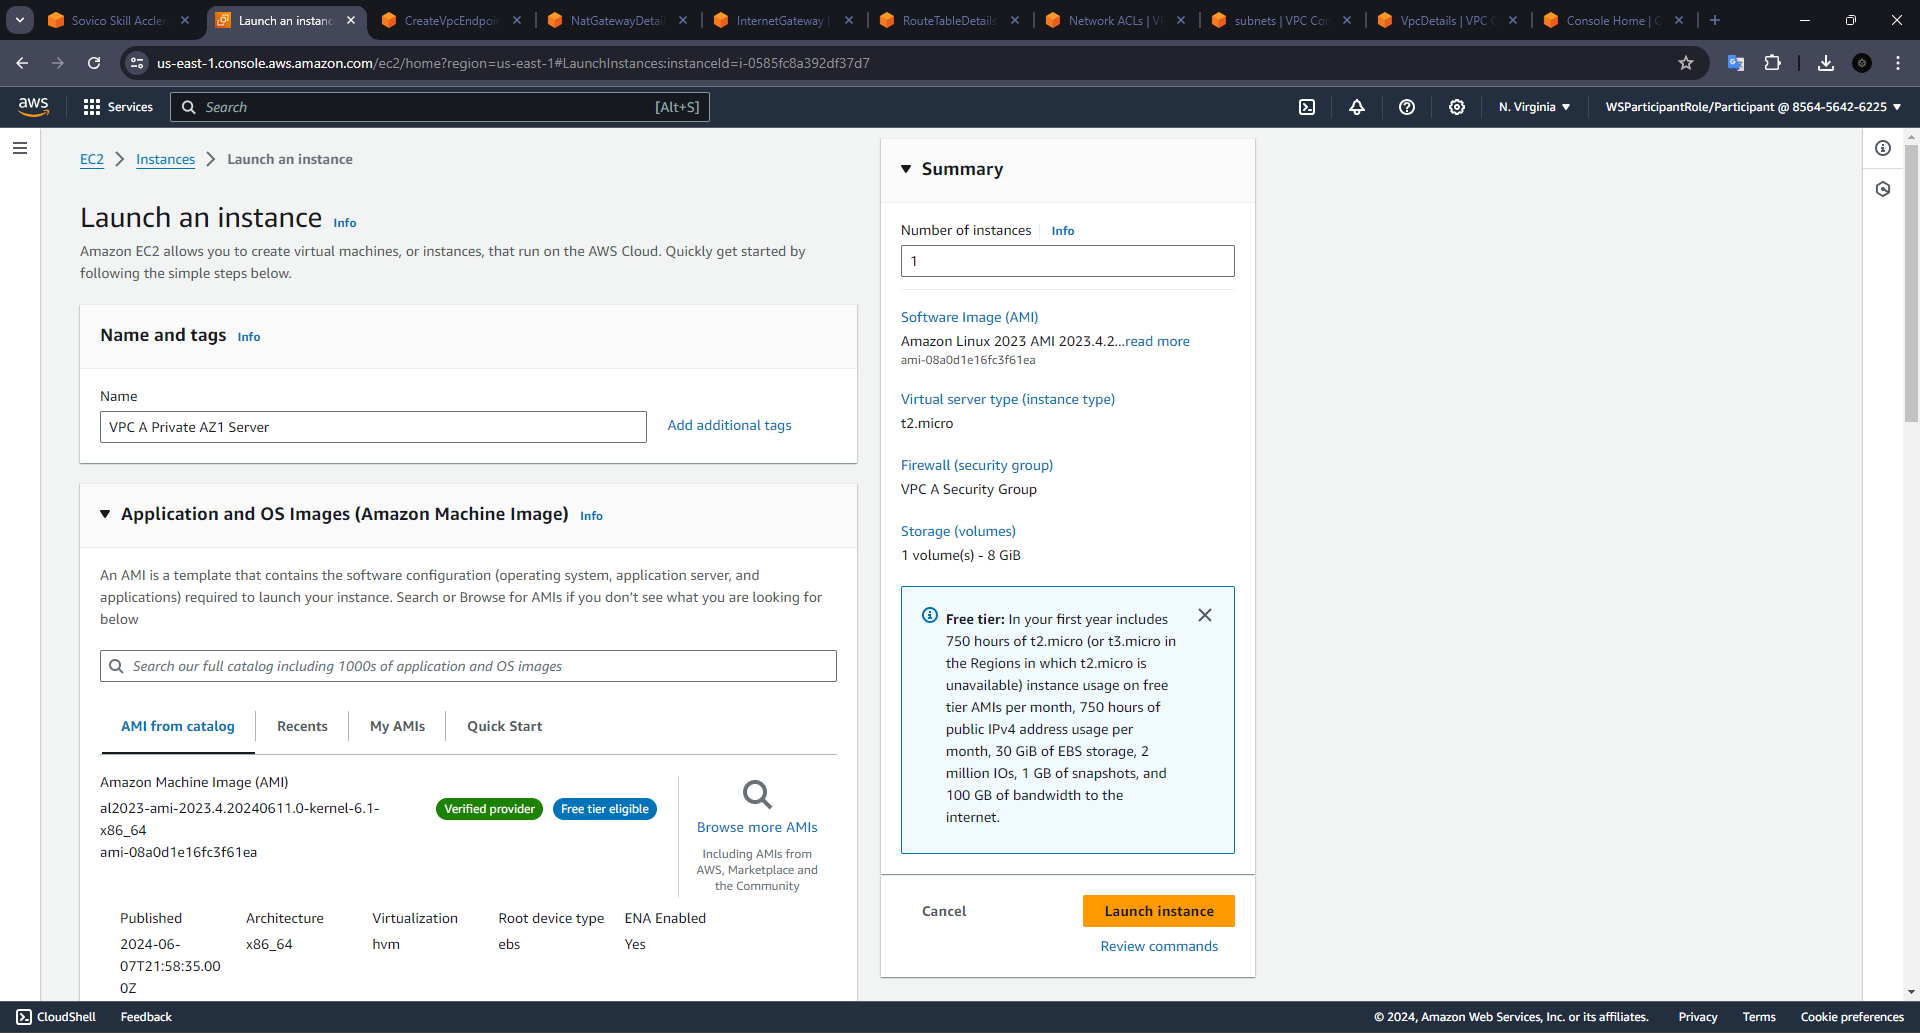 Sovico Skill Accler
Launch an instanc
CreateVpcEndpoin
NatGatewayDetai
InternetGateway |
RouteTableDetails
Network ACLs | VP
subnets | VPC Con
VpcDetails | VPC C
Console Home | C
us-east-1.console.aws.amazon.com/ec2/home?region=us-east-1#LaunchInstances:instanceId=i-0585fc8a392df37d7
aws
Services
Search
[Alt+S]
N. Virginia
WSParticipantRole/Participant @ 8564-5642-6225
EC2
Instances
Launch an instance
Launch an instance Info
Amazon EC2 allows you to create virtual machines, or instances, that run on the AWS Cloud. Quickly get started by
following the simple steps below.
Name and tags Info
Name
VPC A Private AZ1 Server
Add additional tags
Application and OS Images (Amazon Machine Image) Info
An AMI is a template that contains the software configuration (operating system, application server, and
applications) required to launch your instance. Search or Browse for AMIs if you don't see what you are looking for
below
Search our full catalog including 1000s of application and OS images
AMI from catalog
Recents
My AMIs
Quick Start
Amazon Machine Image (AMI)
al2023-ami-2023.4.20240611.0-kernel-6.1-
x86_64
ami-08a0d1e16fc3f61ea
Verified provider
Free tier eligible
Browse more AMIs
Including AMIs from
AWS, Marketplace and
the Community
Published
Architecture
Virtualization
Root device type
ENA Enabled
2024-06-
07T21:58:35.00
0Z
x86_64
hvm
ebs
Yes
Summary
Number of instances Info
1
Software Image (AMI)
Amazon Linux 2023 AMI 2023.4.2...read more
ami-08a0d1e16fc3f61ea
Virtual server type (instance type)
t2.micro
Firewall (security group)
VPC A Security Group
Storage (volumes)
1 volume(s) - 8 GiB
Free tier: In your first year includes
750 hours of t2.micro (or t3.micro in
the Regions in which t2.micro is
unavailable) instance usage on free
tier AMIs per month, 750 hours of
public IPv4 address usage per
month, 30 GiB of EBS storage, 2
million IOs, 1 GB of snapshots, and
100 GB of bandwidth to the
internet.
Cancel
Launch instance
Review commands
CloudShell
Feedback
© 2024, Amazon Web Services, Inc. or its affiliates.
Privacy
Terms
Cookie preferences